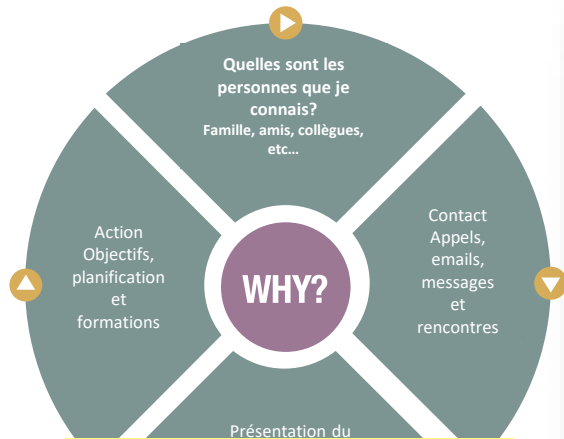 Quelles sont les
personnes que je
connais?
Famille, amis, collègues,
etc...
Action
Objectifs,
planification
et
formations
WHY?
Contact
Appels,
emails,
messages
et
rencontres
Présentation du